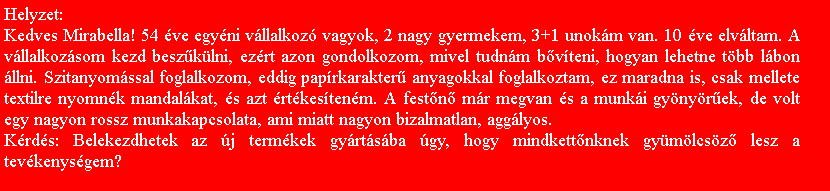 Helyzet:
Kedves Mirabella! 54 éve egyéni vállalkozó vagyok, 2 nagy gyermekem, 3+1 unokám van. 10 éve elváltam. A
vállalkozásom kezd beszűkülni, ezért azon gondolkozom, mivel tudnám bővíteni, hogyan lehetne több lábon
állni. Szitanyomással foglalkozom, eddig papírkarakterű anyagokkal foglalkoztam, ez maradna is, csak mellete
textilre nyomnék mandalákat, és azt értékesíteném. A festőnő már megvan és a munkái gyönyörűek, de volt
egy nagyon rossz munkakapcsolata, ami miatt nagyon bizalmatlan, aggályos.
Kérdés: Belekezdhetek az új termékek gyártásába úgy, hogy mindkettőnknek gyümölcsöző lesz a
tevékenységem?